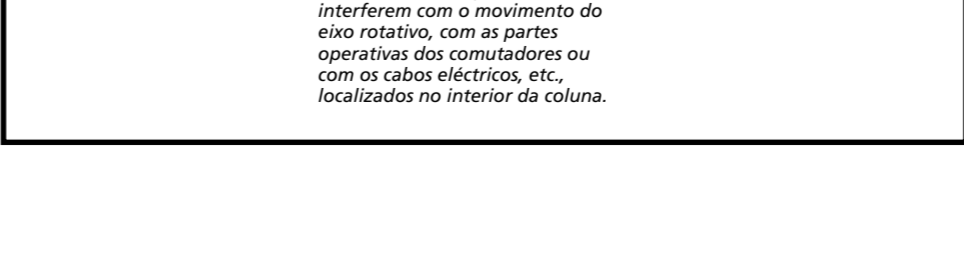 interferem com o movimento do
eixo rotativo, com as partes
operativas dos comutadores ou
com os cabos eléctricos, etc.,
localizados no interior da coluna.